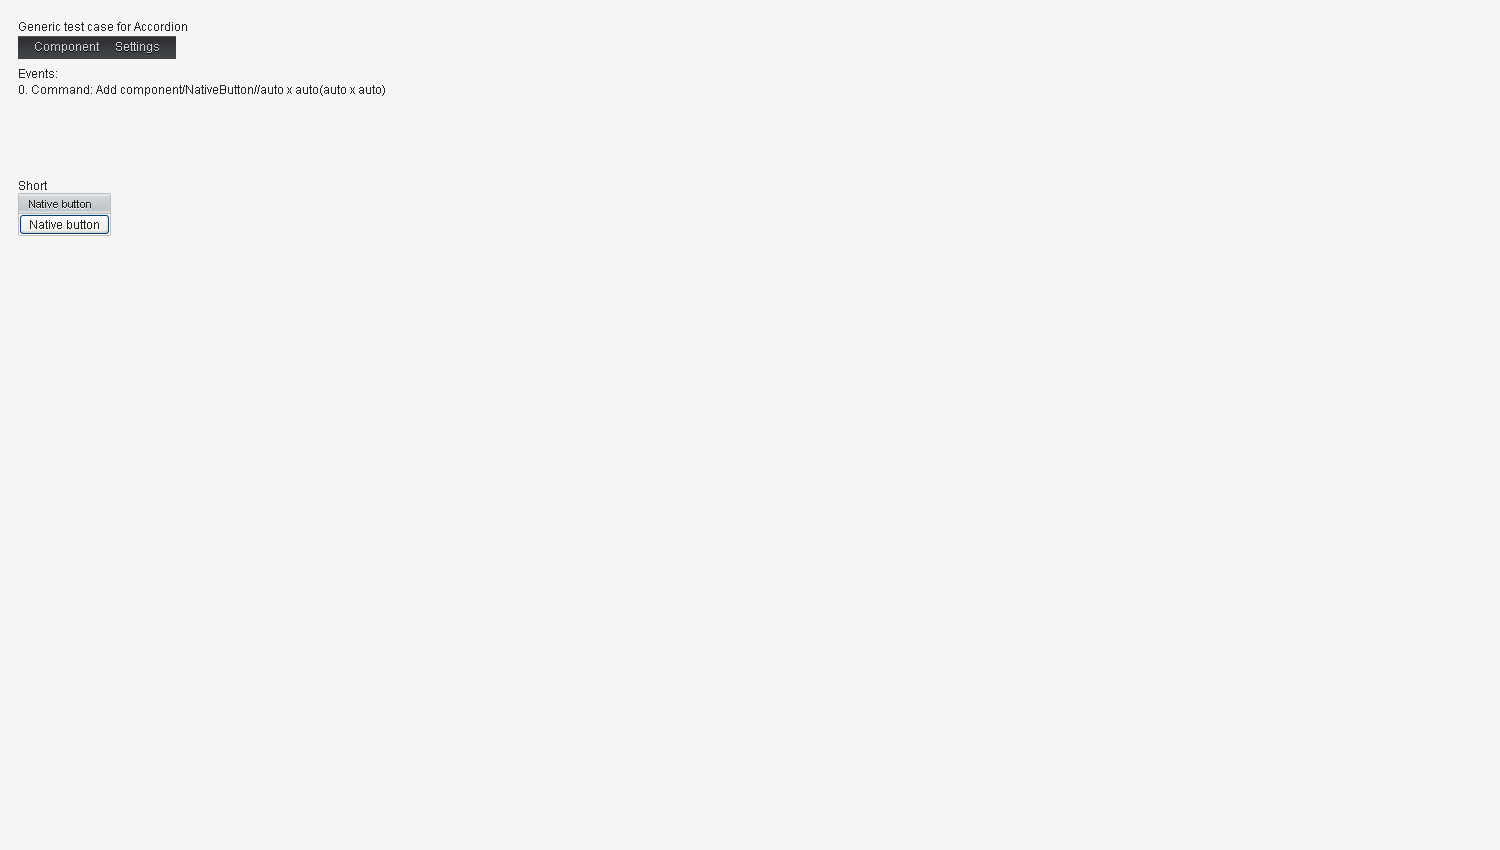 Generic test case for Accordion
Component Settings
Events:
0. Command: Add component/NativeButton//auto x auto(auto x auto)
Short
Native button
Native button